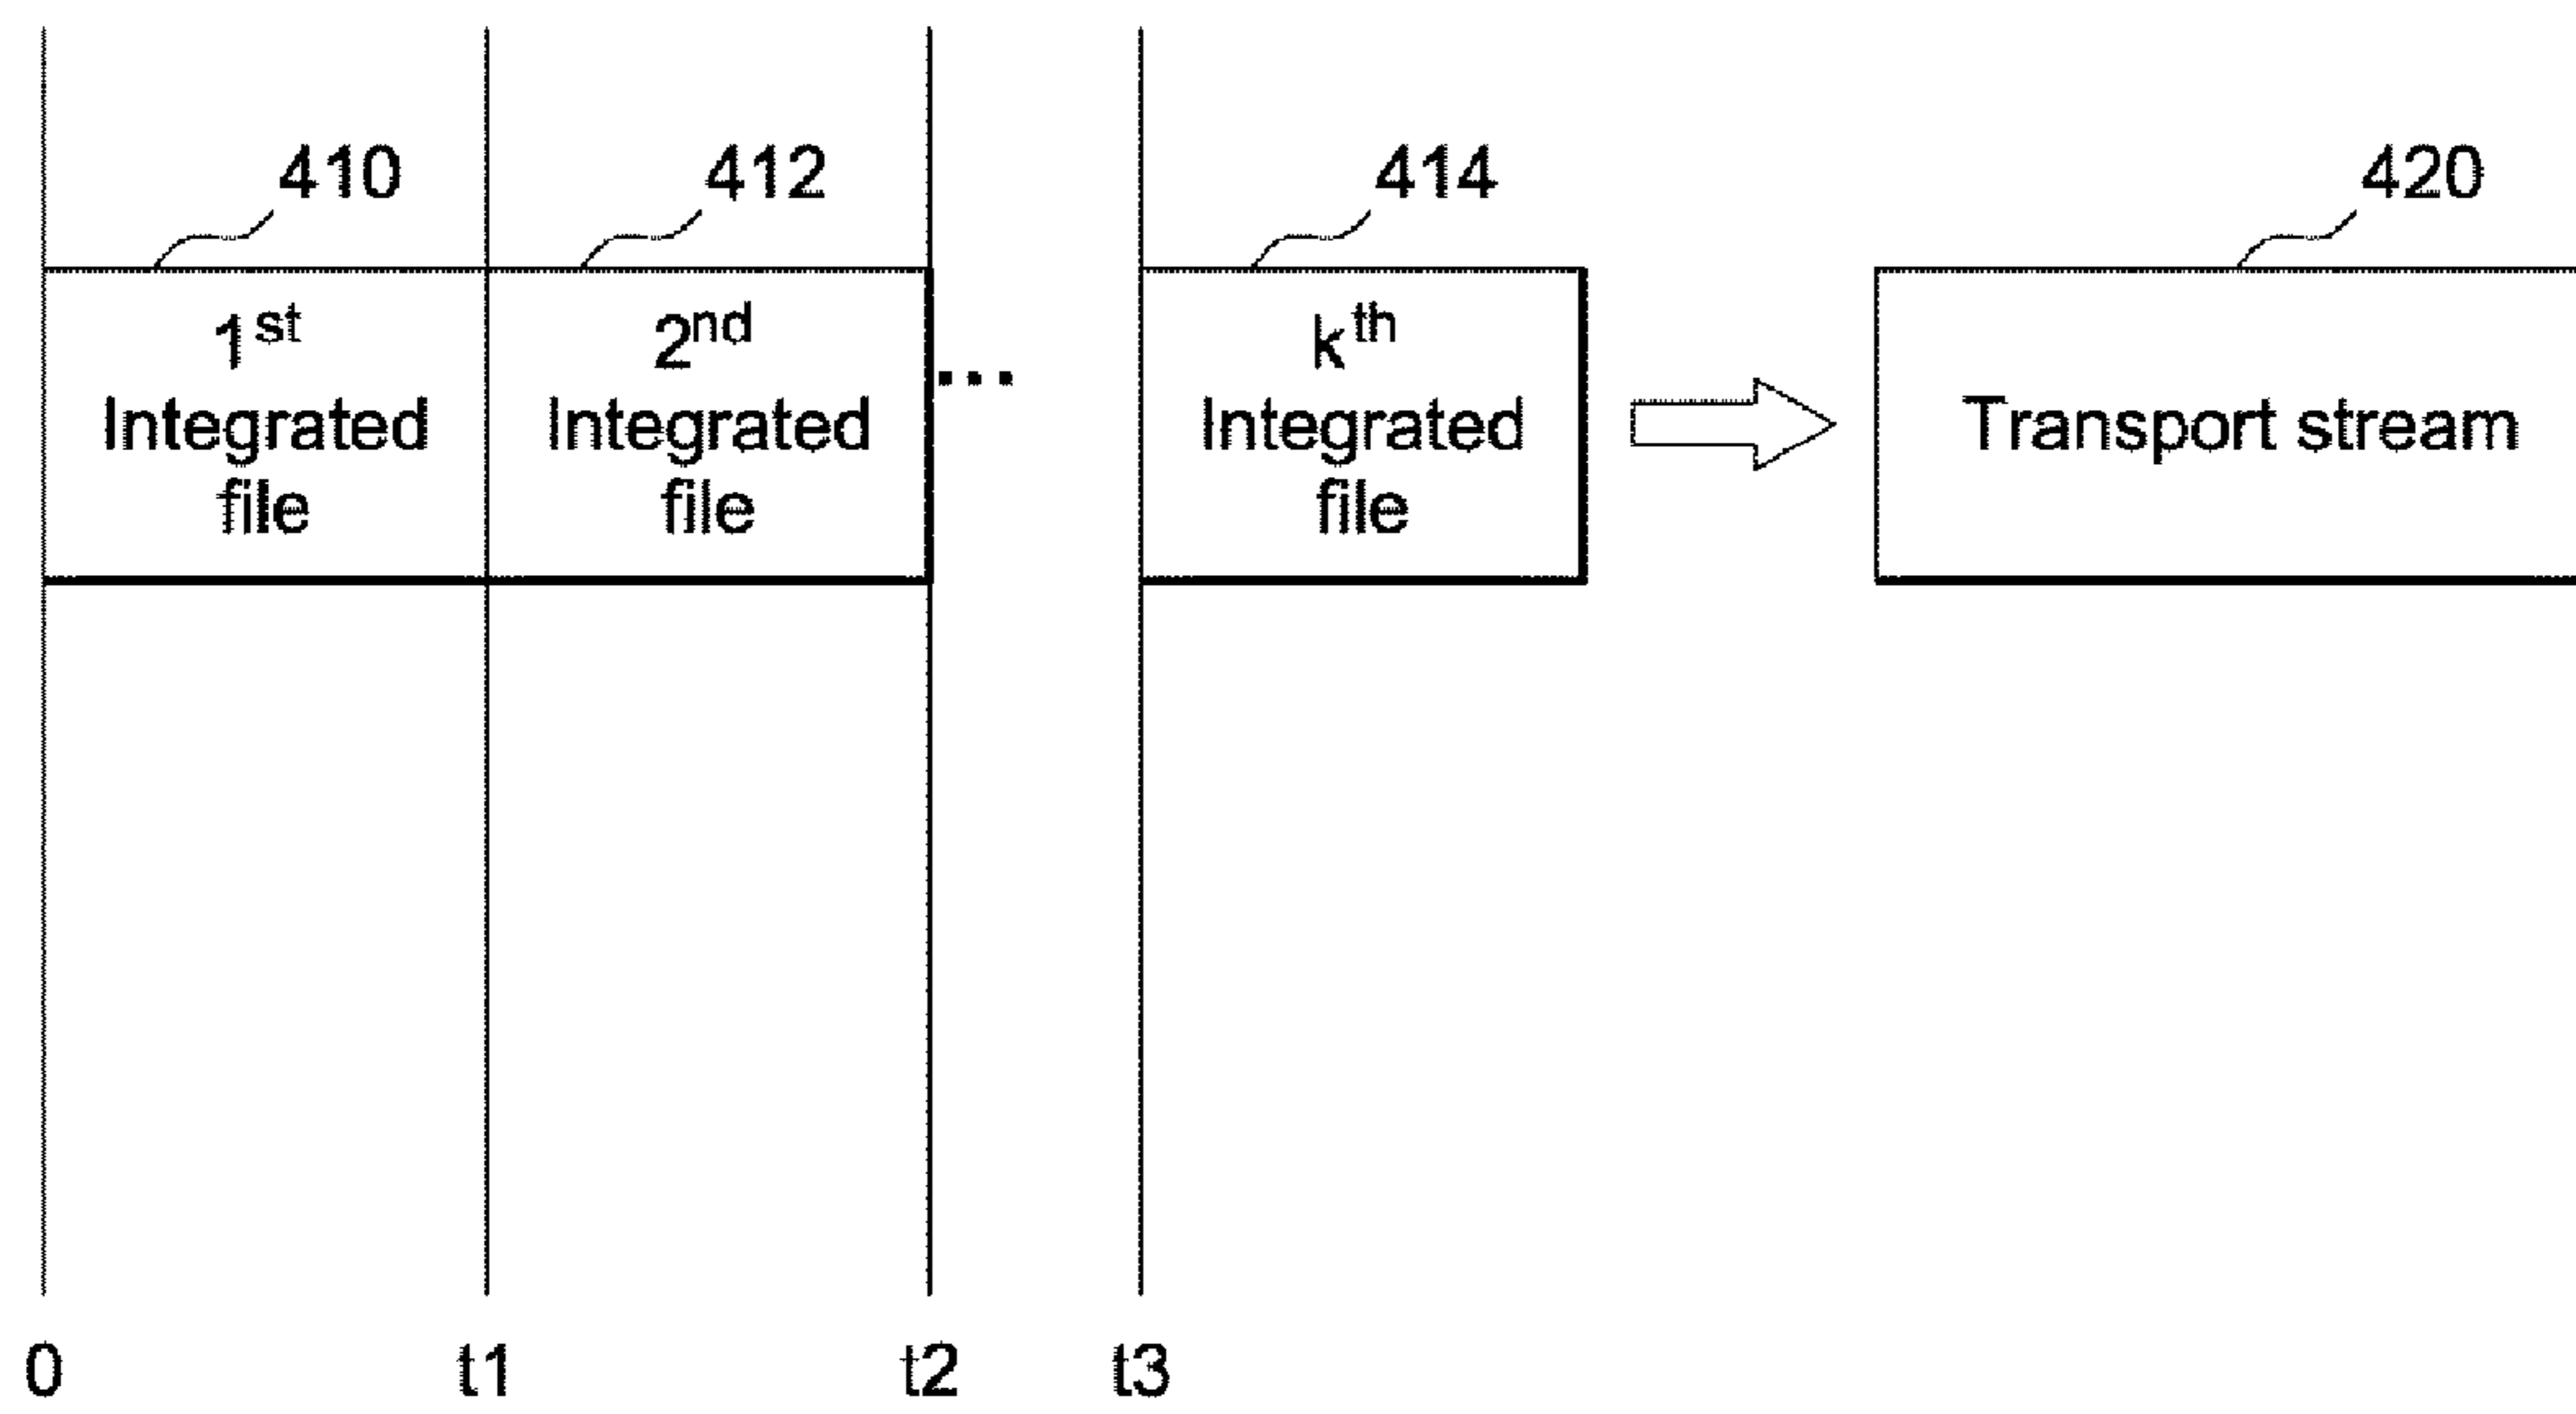 410
412
414
420
1st
Integrated
file
2nd
Integrated
file
...
kth
Integrated
file
Transport stream
0
t1
t2
t3